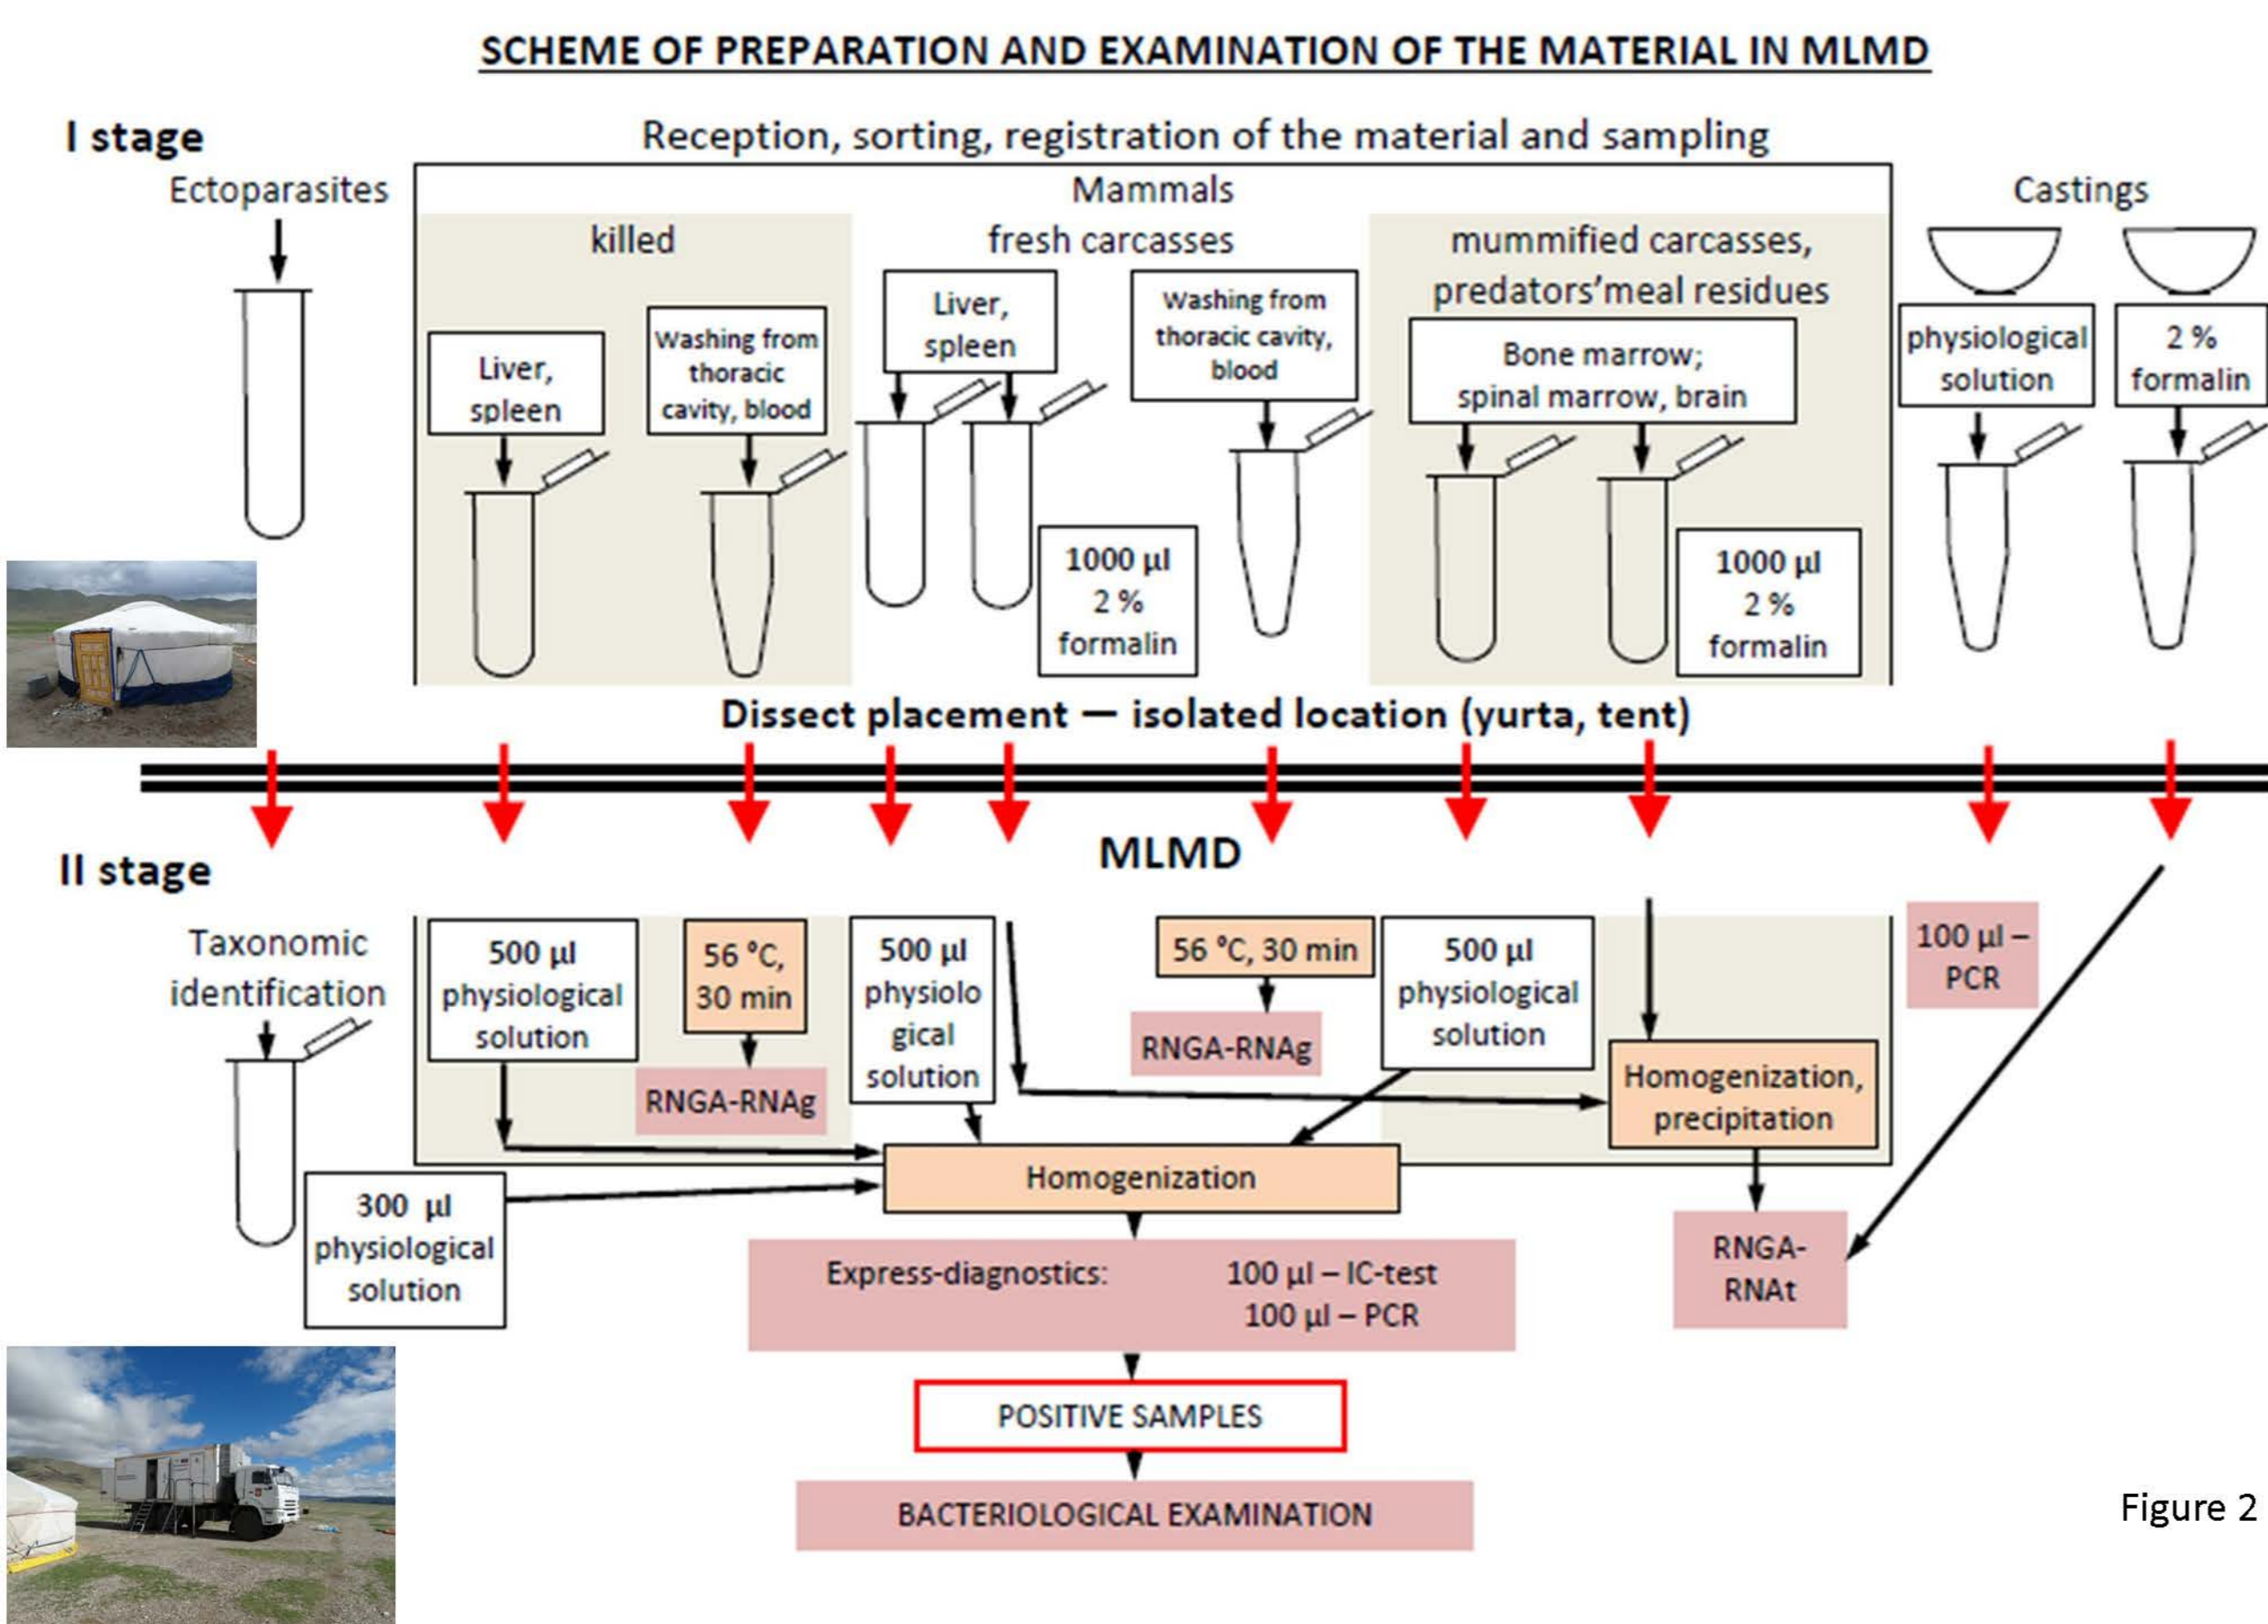 SCHEME OF PREPARATION AND EXAMINATION OF THE MATERIAL IN MLMD
I stage
Reception, sorting, registration of the material and sampling
Ectoparasites
Mammals
Castings
killed
fresh carcasses
mummified carcasses,
predators'meal residues
Liver,
spleen
Washing from
thoracic
cavity, blood
Liver,
spleen
Washing from
thoracic cavity,
blood
Bone marrow;
spinal marrow, brain
physiological
solution
2 %
formalin
1000 µl
2 %
formalin
1000 µl
2 %
formalin
Dissect placement — isolated location (yurta, tent)
MLMD
II stage
Taxonomic
identification
500 µl
physiological
solution
56 °C,
30 min
RNGA-RNAg
500 µl
physiolo
gical
solution
56 °C, 30 min
RNGA-RNAg
500 µl
physiological
solution
Homogenization,
precipitation
100 µl –
PCR
300 µl
physiological
solution
Homogenization
RNGA-
RNAt
Express-diagnostics: 100 µl – IC-test
100 µl – PCR
POSITIVE SAMPLES
BACTERIOLOGICAL EXAMINATION
Figure 2